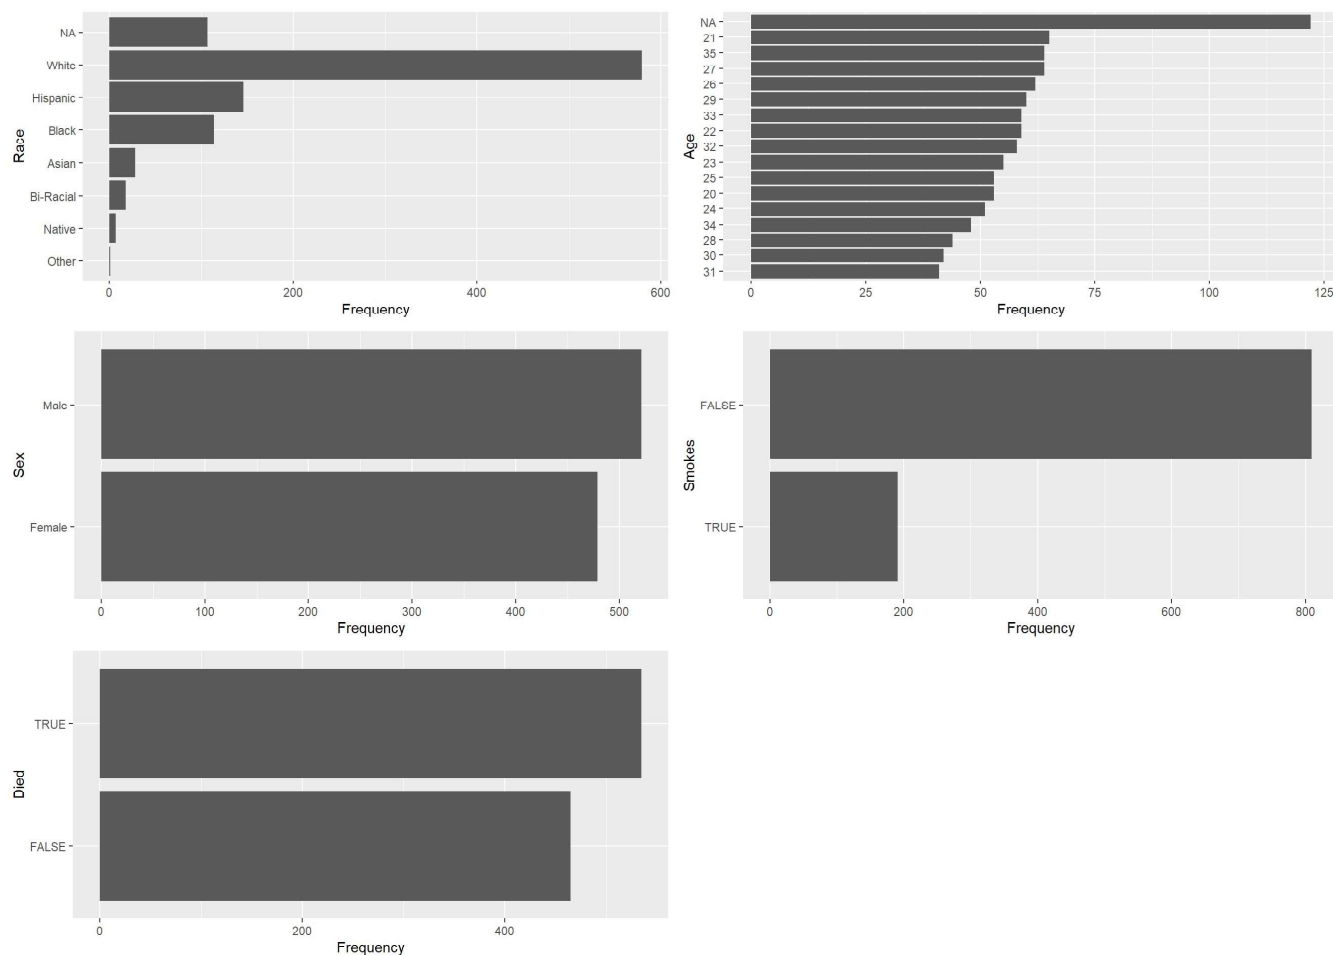 Race
NA
White
Hispanic
Black
Asian
Bi-Racial
Native
Other
0 200 400 600
Frequency
Age
NA
21
35
27
26
29
33
22
32
23
25
20
24
34
28
30
31
0 25 50 75 100 125
Frequency
Sex
Male
Female
0 100 200 300 400 500
Frequency
Smokes
FALSE
TRUE
0 200 400 600 800
Frequency
Died
TRUE
FALSE
0 200 400
Frequency